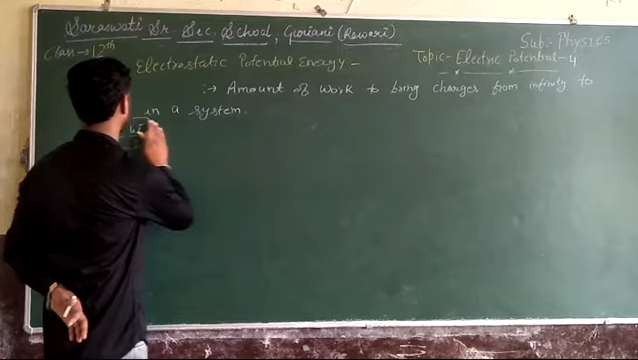 Saraswati Sr. Sec. School, Goriani (Rewari)
Class → 12th
Sub:- Physics
Topic- Electric Potential-4
Electrostatic Potential Energy -
:→ Amount of work to bring charges from infinity to
in a system.